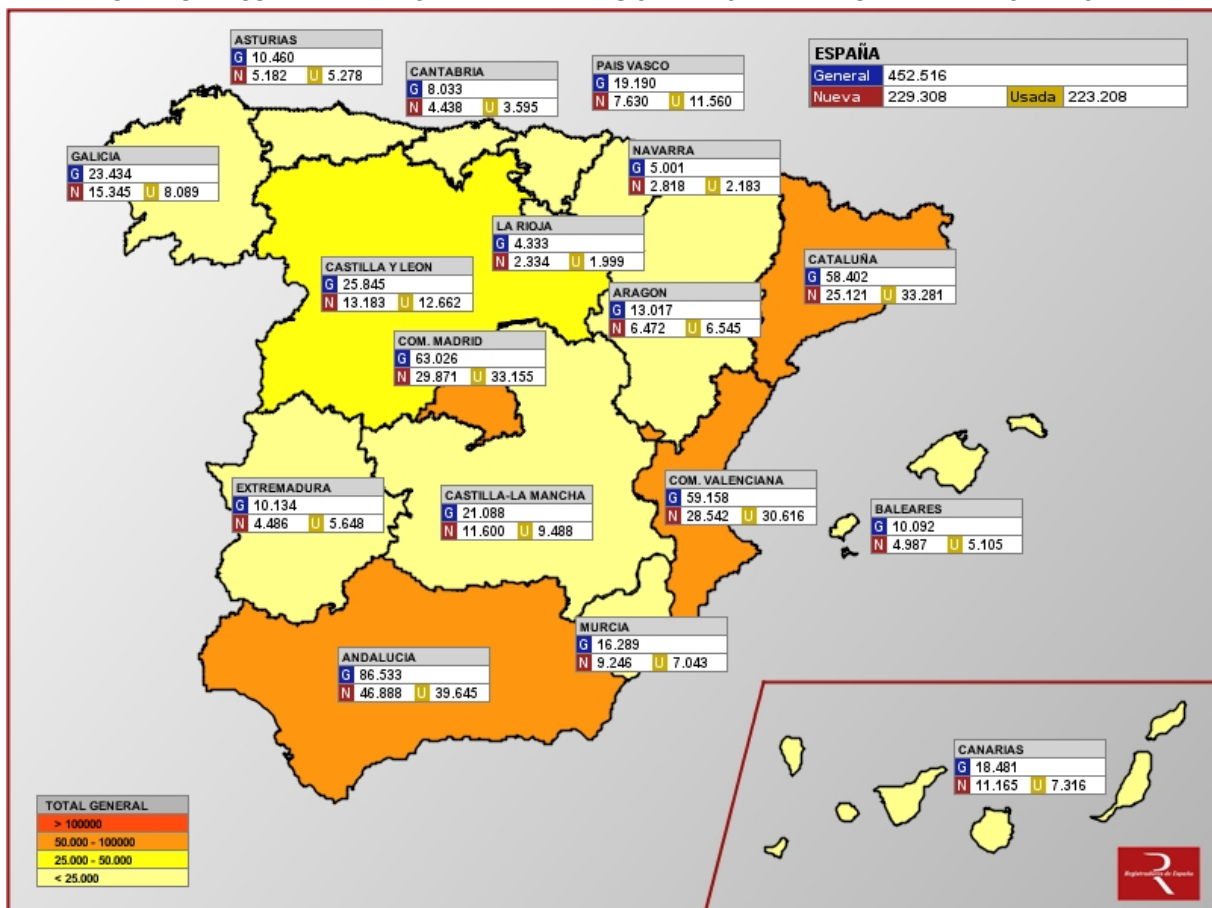 ASTURIAS
G 10.460
N 5.182 U 5.278
CANTABRIA
G 8.033
N 4.438 U 3.595
PAIS VASCO
G 19.190
N 7.630 U 11.560
ESPAÑA
General 452.516
Nueva 229.308 Usada 223.208
GALICIA
G 23.434
N 15.345 U 8.089
NAVARRA
G 5.001
N 2.818 U 2.183
LA RIOJA
G 4.333
N 2.334 U 1.999
CASTILLA Y LEON
G 25.845
N 13.183 U 12.662
CATALUÑA
G 58.402
N 25.121 U 33.281
ARAGON
G 13.017
N 6.472 U 6.545
COM. MADRID
G 63.026
N 29.871 U 33.155
EXTREMADURA
G 10.134
N 4.486 U 5.648
CASTILLA-LA MANCHA
G 21.088
N 11.600 U 9.488
COM. VALENCIANA
G 59.158
N 28.542 U 30.616
BALEARES
G 10.092
N 4.987 U 5.105
MURCIA
G 16.289
N 9.246 U 7.043
ANDALUCIA
G 86.533
N 46.888 U 39.645
CANARIAS
G 18.481
N 11.165 U 7.316
TOTAL GENERAL
> 100000
50.000 - 100000
25.000 - 50.000
< 25.000
R
Registradores de España